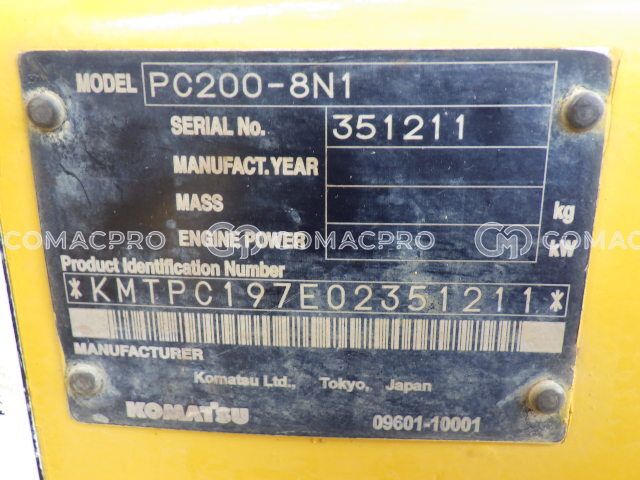 MODEL PC200-8N1
SERIAL No. 351211
MANUFACT.YEAR
MASS kg
ENGINE POWER kW
COMACPRO COMACPRO COMACPRO
Product Identification Number
*KMTPC197E02351211*
MANUFACTURER
Komatsu Ltd., Tokyo, Japan
KOMATSU 09601-10001